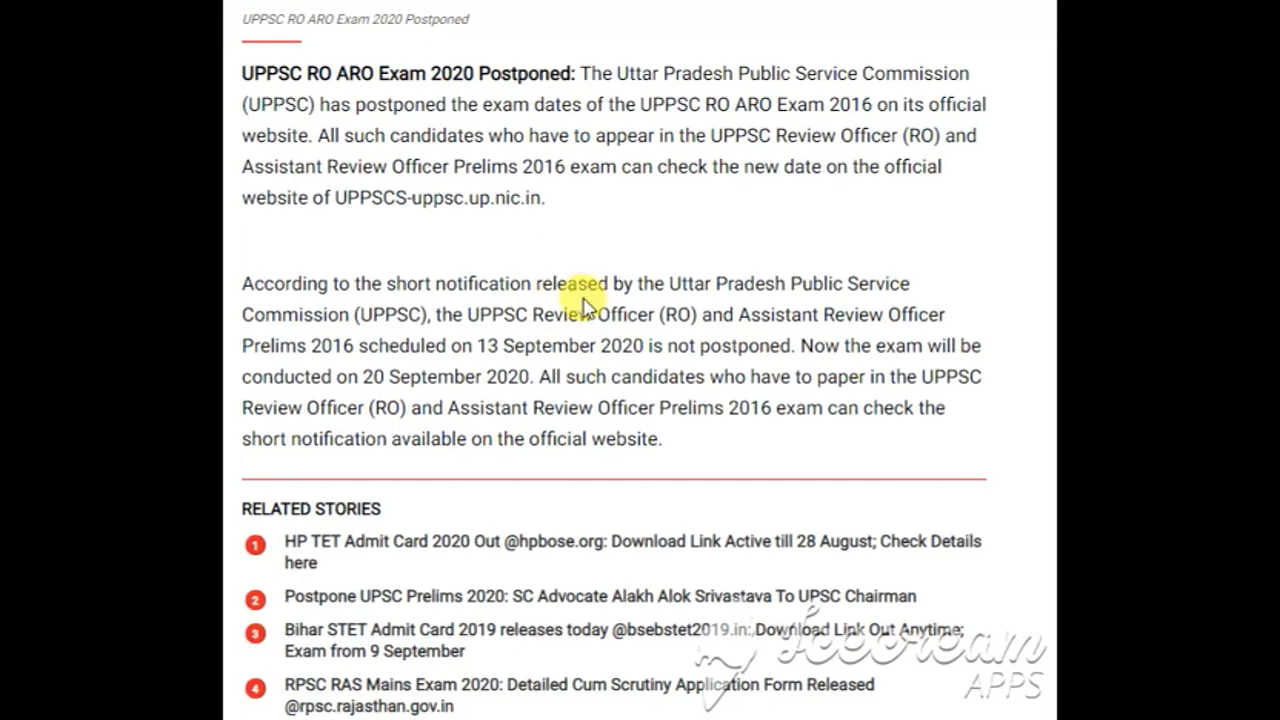 UPPSC RO ARO Exam 2020 Postponed
UPPSC RO ARO Exam 2020 Postponed: The Uttar Pradesh Public Service Commission
(UPPSC) has postponed the exam dates of the UPPSC RO ARO Exam 2016 on its official
website. All such candidates who have to appear in the UPPSC Review Officer (RO) and
Assistant Review Officer Prelims 2016 exam can check the new date on the official
website of UPPSCS-uppsc.up.nic.in.
According to the short notification released by the Uttar Pradesh Public Service
Commission (UPPSC), the UPPSC Review Officer (RO) and Assistant Review Officer
Prelims 2016 scheduled on 13 September 2020 is not postponed. Now the exam will be
conducted on 20 September 2020. All such candidates who have to paper in the UPPSC
Review Officer (RO) and Assistant Review Officer Prelims 2016 exam can check the
short notification available on the official website.
RELATED STORIES
1 HP TET Admit Card 2020 Out @hpbose.org: Download Link Active till 28 August; Check Details
here
2 Postpone UPSC Prelims 2020: SC Advocate Alakh Alok Srivastava To UPSC Chairman
3 Bihar STET Admit Card 2019 releases today @bsebstet2019.in: Download Link Out Anytime;
Exam from 9 September
4 RPSC RAS Mains Exam 2020: Detailed Cum Scrutiny Application Form Released
@rpsc.rajasthan.gov.in
Icecream
APPS